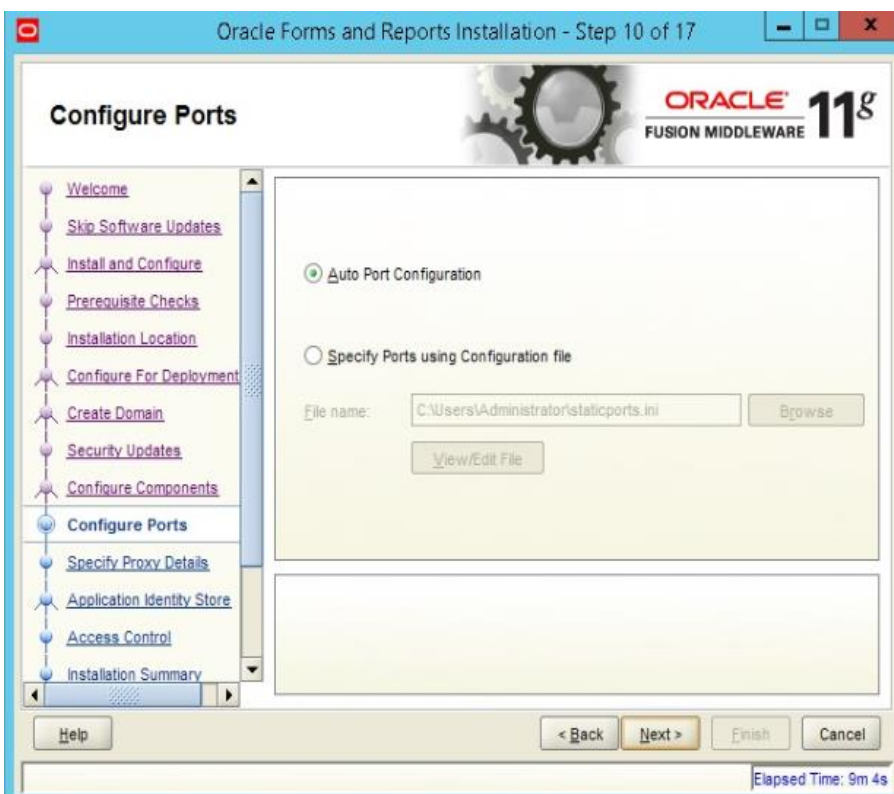 Oracle Forms and Reports Installation - Step 10 of 17
Configure Ports
ORACLE
FUSION MIDDLEWARE 11g
Welcome
Skip Software Updates
Install and Configure
Prerequisite Checks
Installation Location
Configure For Deployment
Create Domain
Security Updates
Configure Components
Configure Ports
Specify Proxy Details
Application Identity Store
Access Control
Installation Summary
Auto Port Configuration
Specify Ports using Configuration file
File name: C:\Users\Administrator\staticports.ini Browse
View/Edit File
Help < Back Next > Finish Cancel
Elapsed Time: 9m 4s